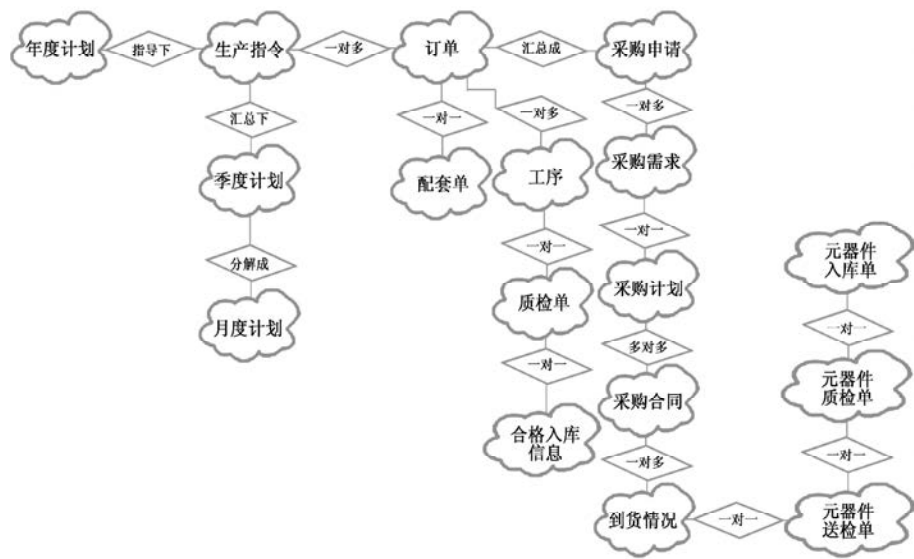 年度计划
指导下
生产指令
一对多
订单
汇总成
采购申请
汇总下
一对一
一对多
一对多
季度计划
配套单
工序
采购需求
分解成
一对一
一对一
月度计划
质检单
采购计划
元器件
入库单
一对一
多对多
一对一
合格入库
信息
采购合同
元器件
质检单
一对多
一对一
到货情况
一对一
元器件
送检单